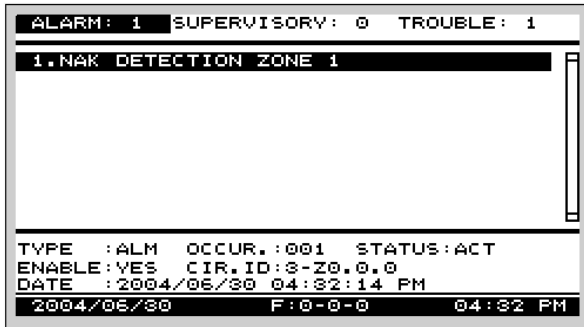 ALARM: 1 SUPERVISORY: 0 TROUBLE: 1
1.NAK DETECTION ZONE 1
TYPE :ALM OCCUR.:001 STATUS:ACT
ENABLE:YES CIR.ID:3-Z0.0.0
DATE :2004/06/30 04:32:14 PM
2004/06/30 F:0-0-0 04:32 PM